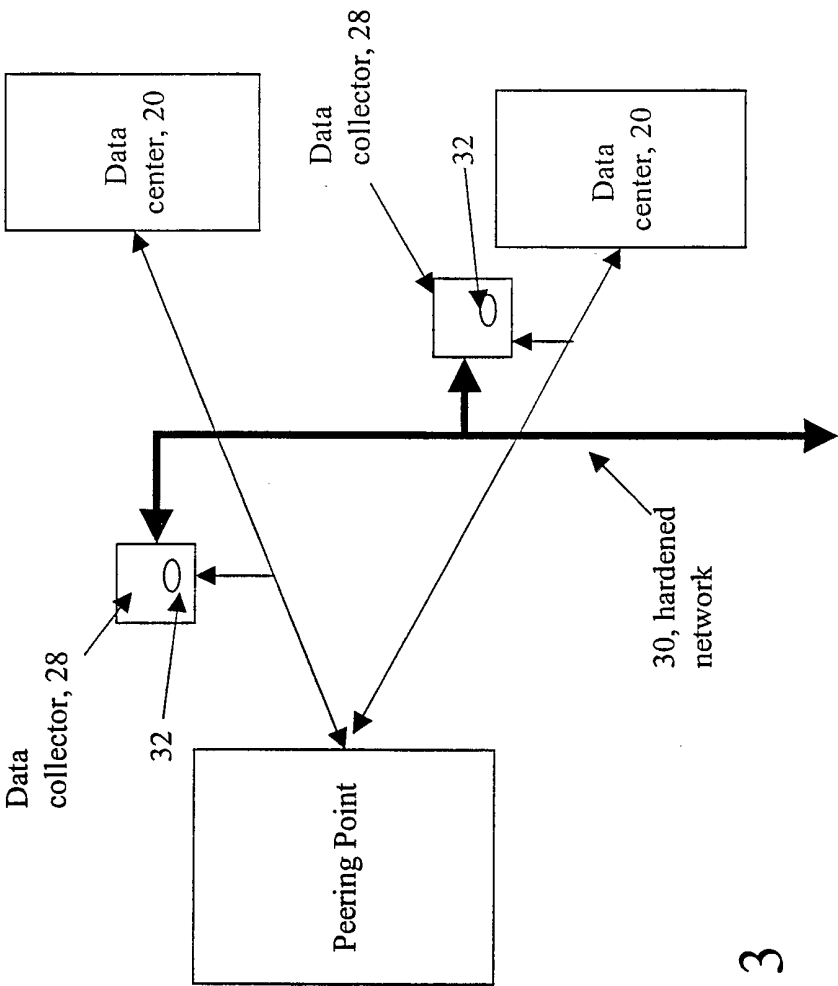 Data
collector, 28
32
Peering Point
Data
center, 20
Data
collector, 28
32
Data
center, 20
30, hardened
network
3